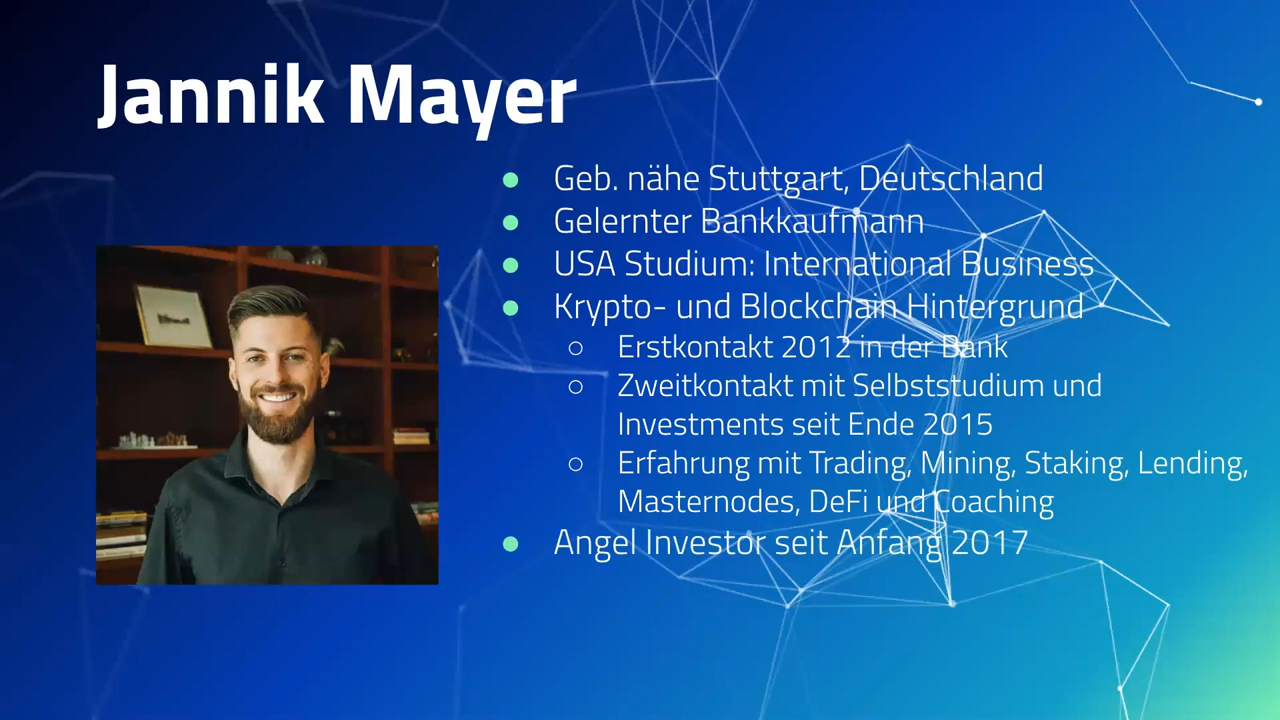 Jannik Mayer
● Geb. nähe Stuttgart, Deutschland
● Gelernter Bankkaufmann
● USA Studium: International Business
● Krypto- und Blockchain Hintergrund
○ Erstkontakt 2012 in der Bank
○ Zweitkontakt mit Selbststudium und
Investments seit Ende 2015
○ Erfahrung mit Trading, Mining, Staking, Lending,
Masternodes, DeFi und Coaching
● Angel Investor seit Anfang 2017